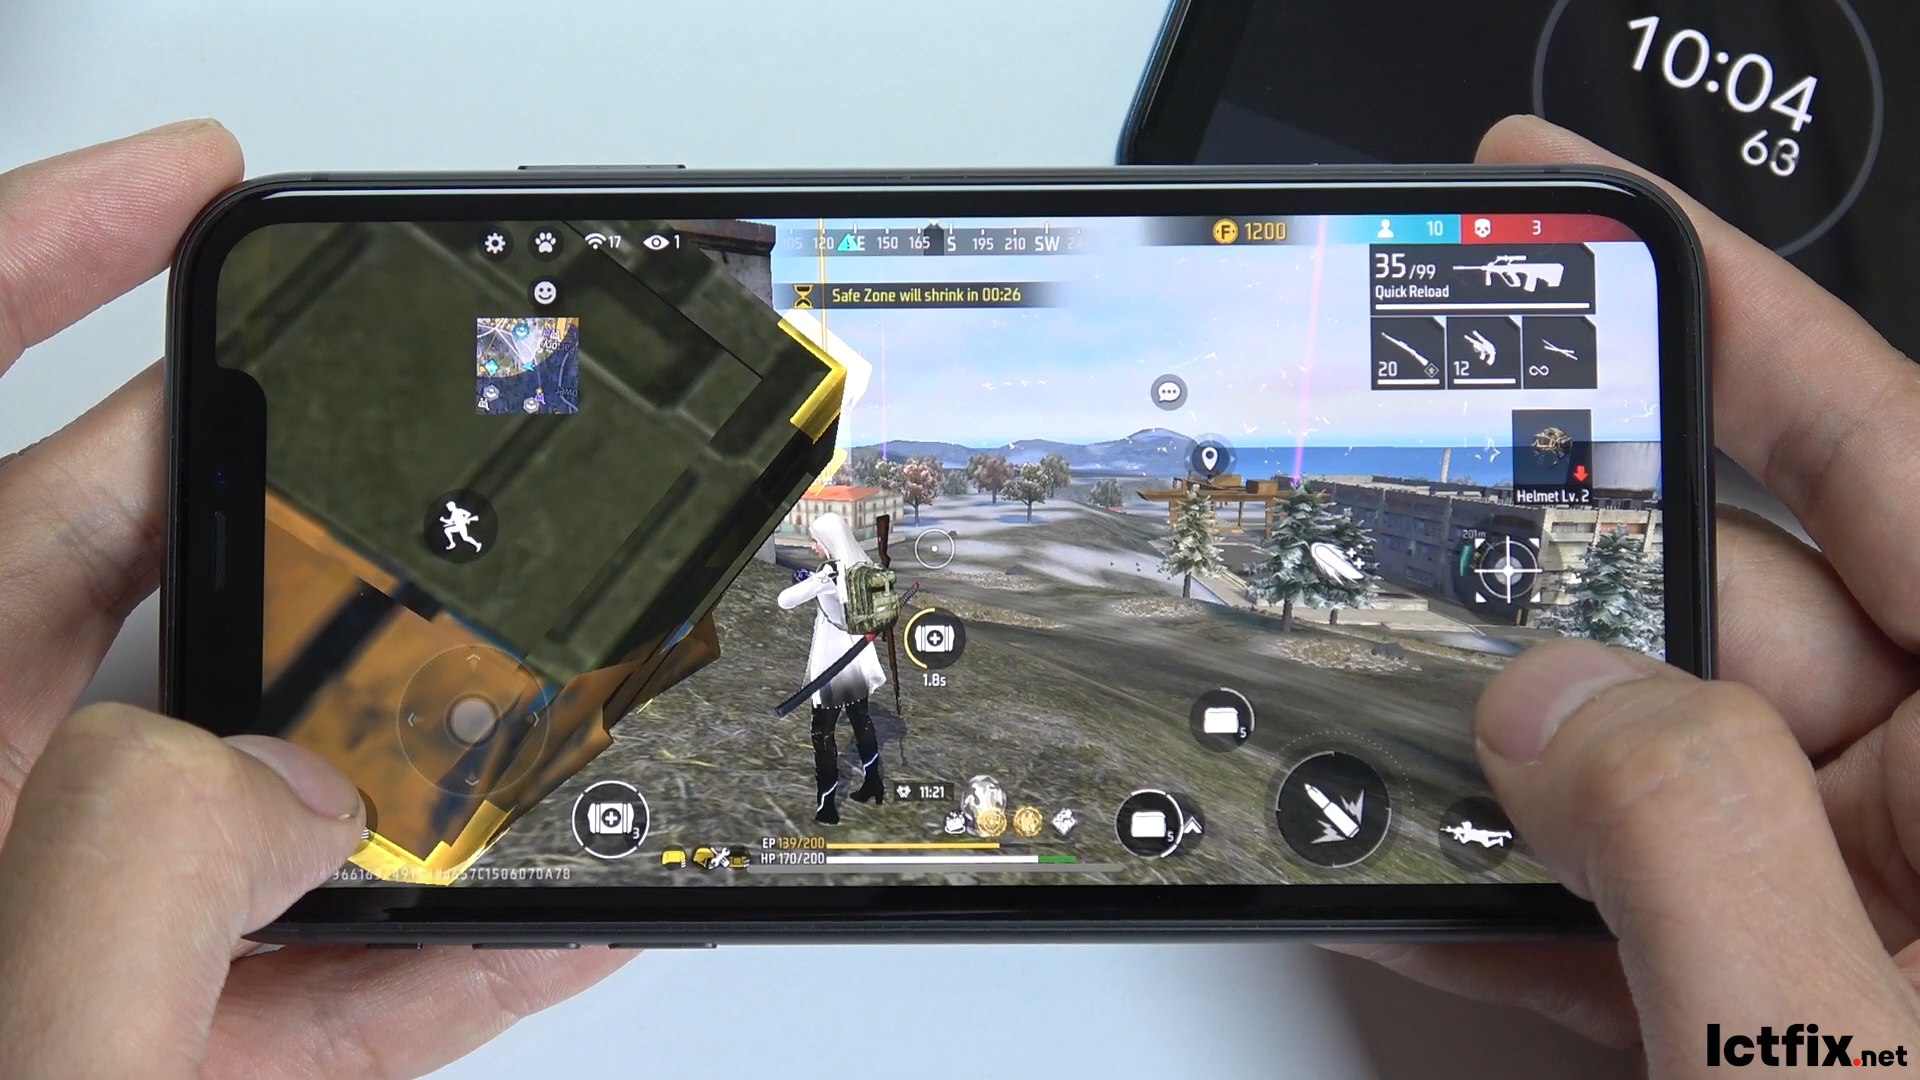 10:04
63
17
1
120
SE
150
165
S
195
210
SW
1200
10
3
Safe Zone will shrink in 00:26
35/99
Quick Reload
20
12
∞
Helmet Lv. 2
201m
1.8s
5
11:21
3
5
EP 139/200
HP 170/200
Ictfix.net